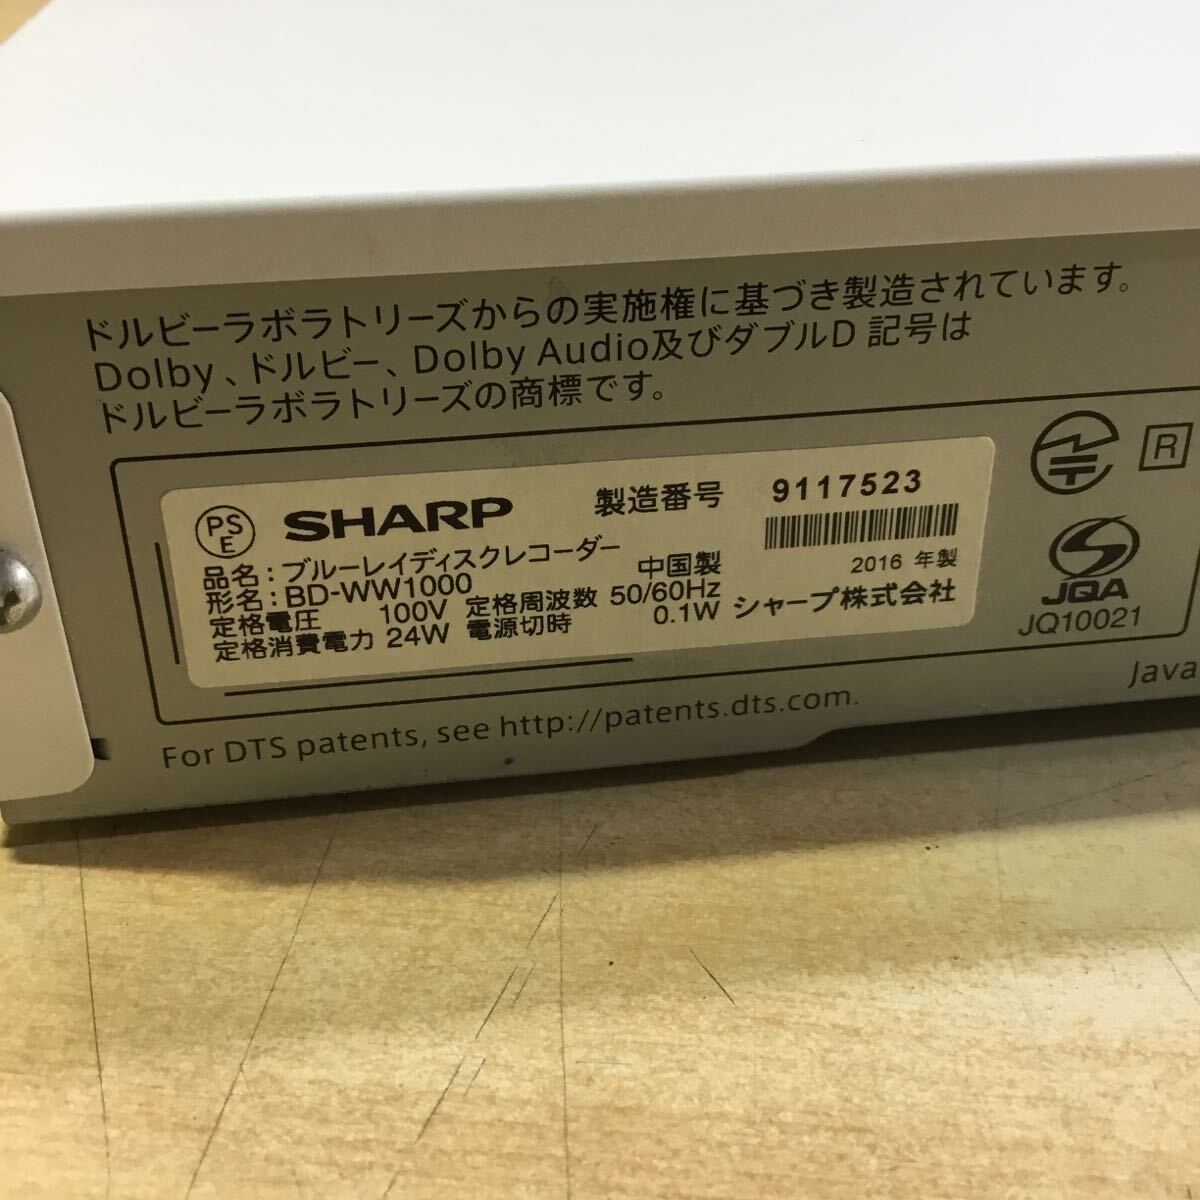 ドルビーラボラトリーズからの実施権に基づき製造されています。
Dolby、ドルビー、Dolby Audio及びダブルD 記号は
ドルビーラボラトリーズの商標です。
PS
E
SHARP
製造番号 9117523
品名:ブルーレイディスクレコーダー
中国製 2016 年製
形名:BD-WW1000
定格電圧 100V 定格周波数 50/60Hz
定格消費電力 24W 電源切時 0.1W シャープ株式会社
R
JQA
JQ10021
For DTS patents, see http://patents.dts.com.
Java